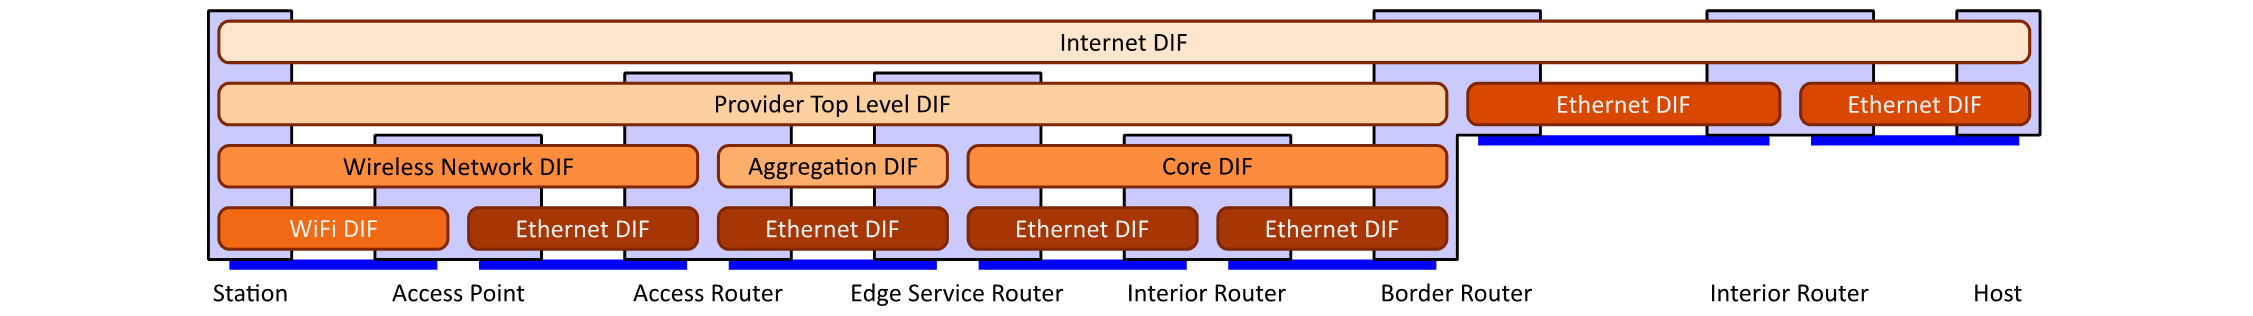 Internet DIF
Provider Top Level DIF
Ethernet DIF
Ethernet DIF
Wireless Network DIF
Aggregation DIF
Core DIF
WiFi DIF
Ethernet DIF
Ethernet DIF
Ethernet DIF
Ethernet DIF
Station
Access Point
Access Router
Edge Service Router
Interior Router
Border Router
Interior Router
Host